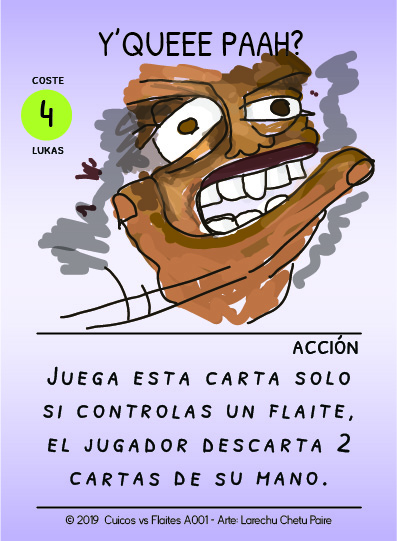 Y'QUEEE PAAH?
COSTE
4
LUKAS
ACCIÓN
JUEGA ESTA CARTA SOLO
SI CONTROLAS UN FLAITE,
EL JUGADOR DESCARTA 2
CARTAS DE SU MANO.
© 2019 Cuicos vs Flaites A001 - Arte: Larechu Chetu Paire